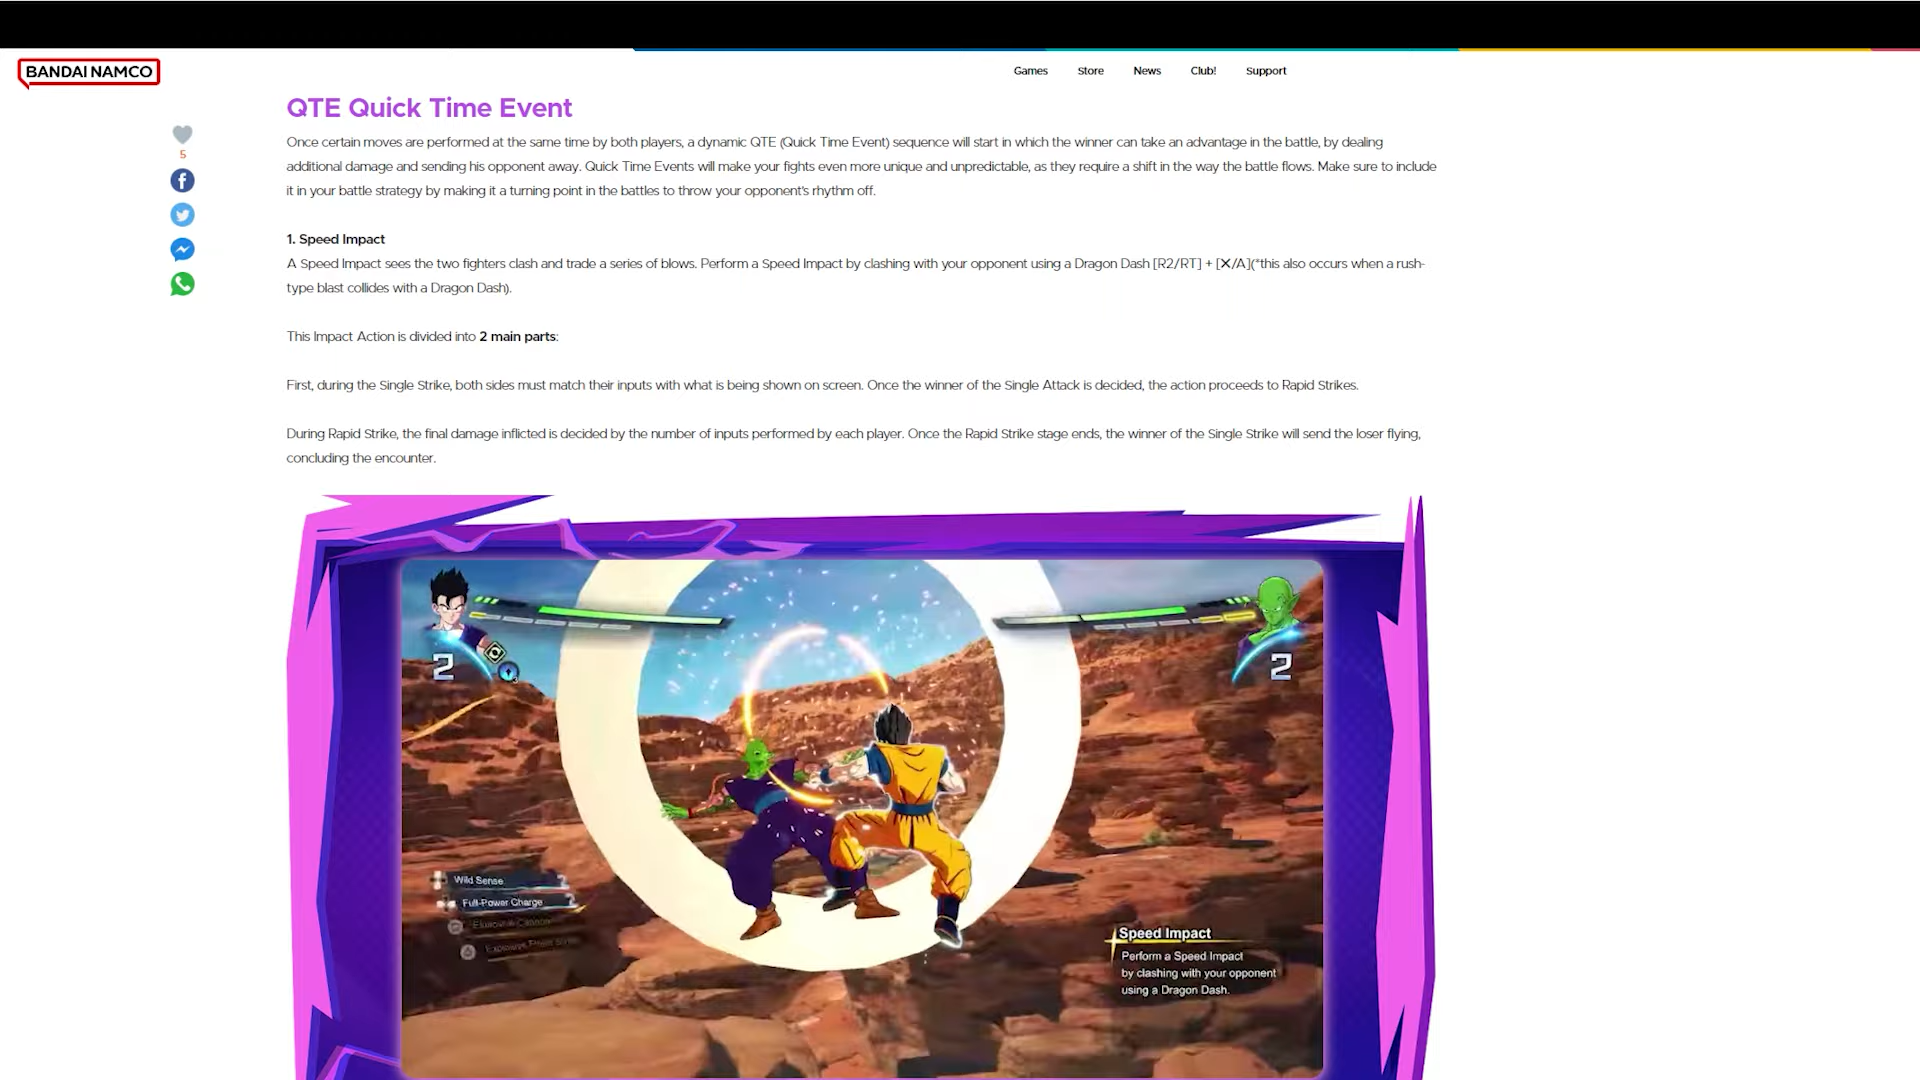 BANDAI NAMCO
Games
Store
News
Club!
Support
QTE Quick Time Event
5
Once certain moves are performed at the same time by both players, a dynamic QTE (Quick Time Event) sequence will start in which the winner can take an advantage in the battle, by dealing
additional damage and sending his opponent away. Quick Time Events will make your fights even more unique and unpredictable, as they require a shift in the way the battle flows. Make sure to include
it in your battle strategy by making it a turning point in the battles to throw your opponent's rhythm off.
1. Speed Impact
A Speed Impact sees the two fighters clash and trade a series of blows. Perform a Speed Impact by clashing with your opponent using a Dragon Dash [R2/RT] + [✕/A](*this also occurs when a rush-
type blast collides with a Dragon Dash).
This Impact Action is divided into 2 main parts:
First, during the Single Strike, both sides must match their inputs with what is being shown on screen. Once the winner of the Single Attack is decided, the action proceeds to Rapid Strikes.
During Rapid Strike, the final damage inflicted is decided by the number of inputs performed by each player. Once the Rapid Strike stage ends, the winner of the Single Strike will send the loser flying,
concluding the encounter.
2
2
Wild Sense
Full-Power Charge
Speed Impact
Perform a Speed Impact
by clashing with your opponent
using a Dragon Dash.